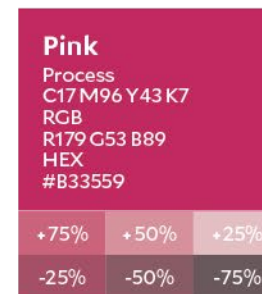 Pink
Process
C17 M96 Y43 K7
RGB
R179 G53 B89
HEX
#B33559
+75% +50% +25%
-25% -50% -75%